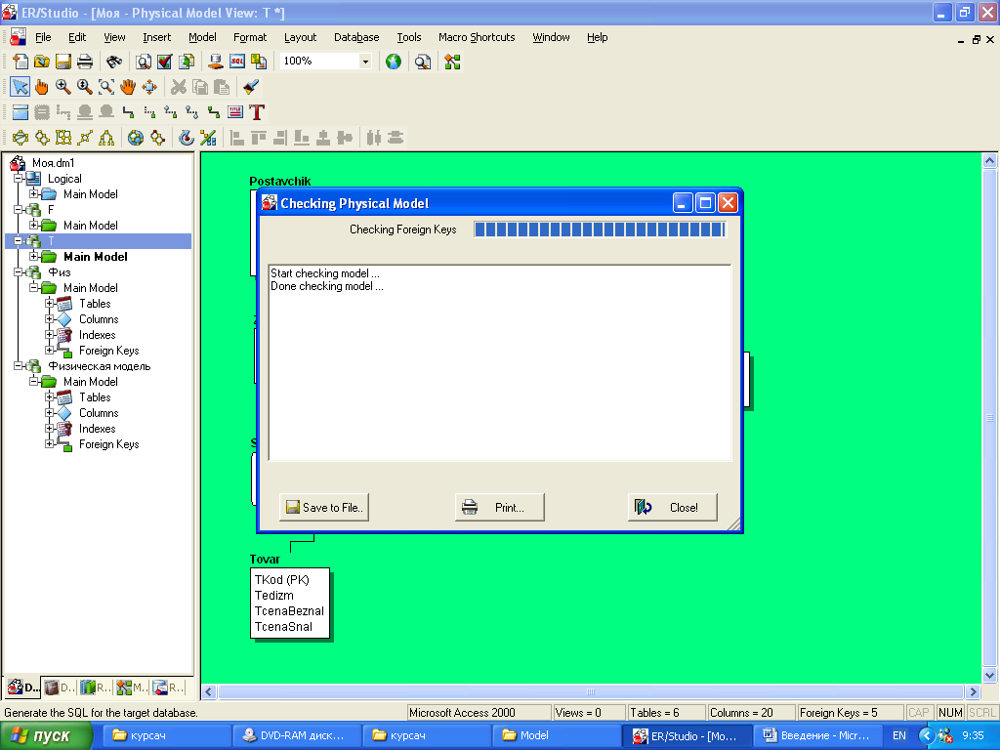 ER/Studio - [Моя - Physical Model View: T *]
File Edit View Insert Model Format Layout Database Tools Macro Shortcuts Window Help
SQL 100%
TITLE T
Моя.dm1
Logical
Main Model
F
Main Model
T
Main Model
Физ
Main Model
Tables
Columns
Indexes
Foreign Keys
Физическая модель
Main Model
Tables
Columns
Indexes
Foreign Keys
D... D.. R.. M.. R..
Postavchik
Checking Physical Model
Checking Foreign Keys
Start checking model ...
Done checking model ...
Save to File.. Print... Close!
Tovar
TKod (PK)
Tedizm
TcenaBeznal
TcenaSnal
Generate the SQL for the target database. Microsoft Access 2000 Views = 0 Tables = 6 Columns = 20 Foreign Keys = 5 CAP NUM SCRL
пуск курсач DVD-RAM диск... курсач Model ER/Studio - [Мо... Введение - Micr... EN 9:35